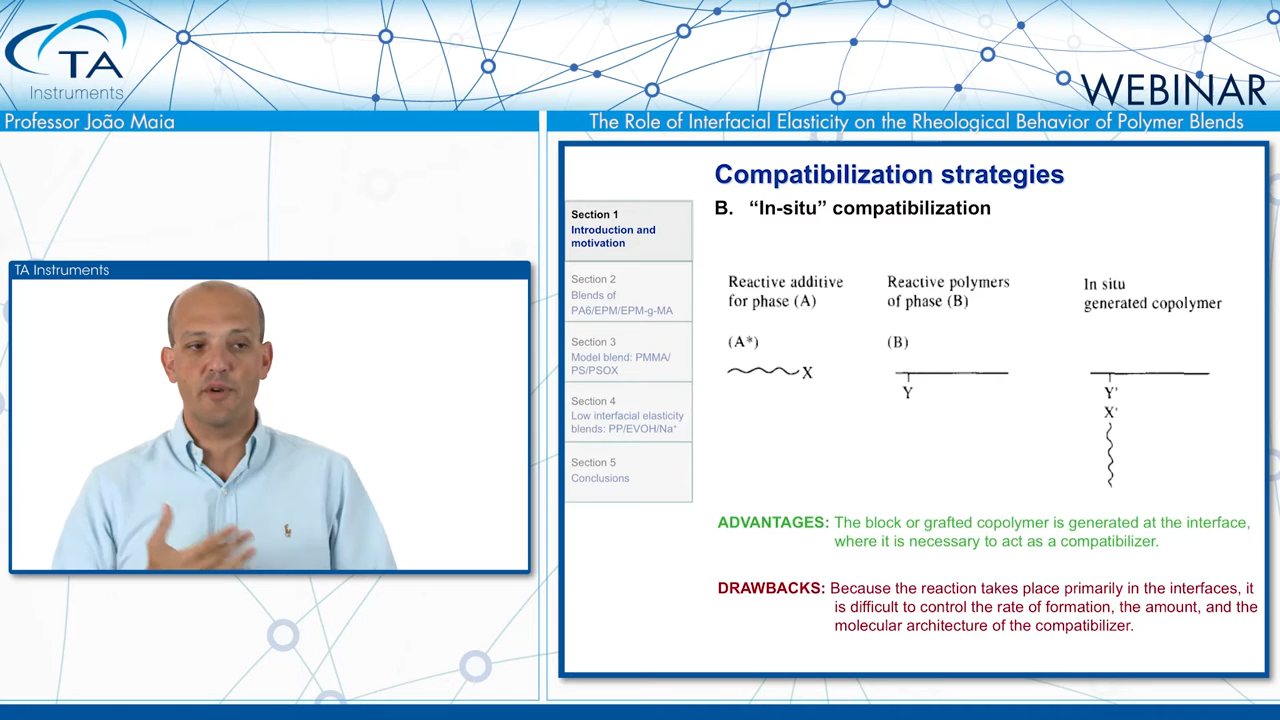 TA
Instruments
WEBINAR
Professor João Maia
The Role of Interfacial Elasticity on the Rheological Behavior of Polymer Blends
TA Instruments
Compatibilization strategies
B. “In-situ” compatibilization
Section 1
Introduction and
motivation
Section 2
Blends of
PA6/EPM/EPM-g-MA
Section 3
Model blend: PMMA/
PS/PSOX
Section 4
Low interfacial elasticity
blends: PP/EVOH/Na⁺
Section 5
Conclusions
Reactive additive
for phase (A)
(A*)
X
Reactive polymers
of phase (B)
(B)
Y
In situ
generated copolymer
Y'
X'
ADVANTAGES: The block or grafted copolymer is generated at the interface,
where it is necessary to act as a compatibilizer.
DRAWBACKS: Because the reaction takes place primarily in the interfaces, it
is difficult to control the rate of formation, the amount, and the
molecular architecture of the compatibilizer.